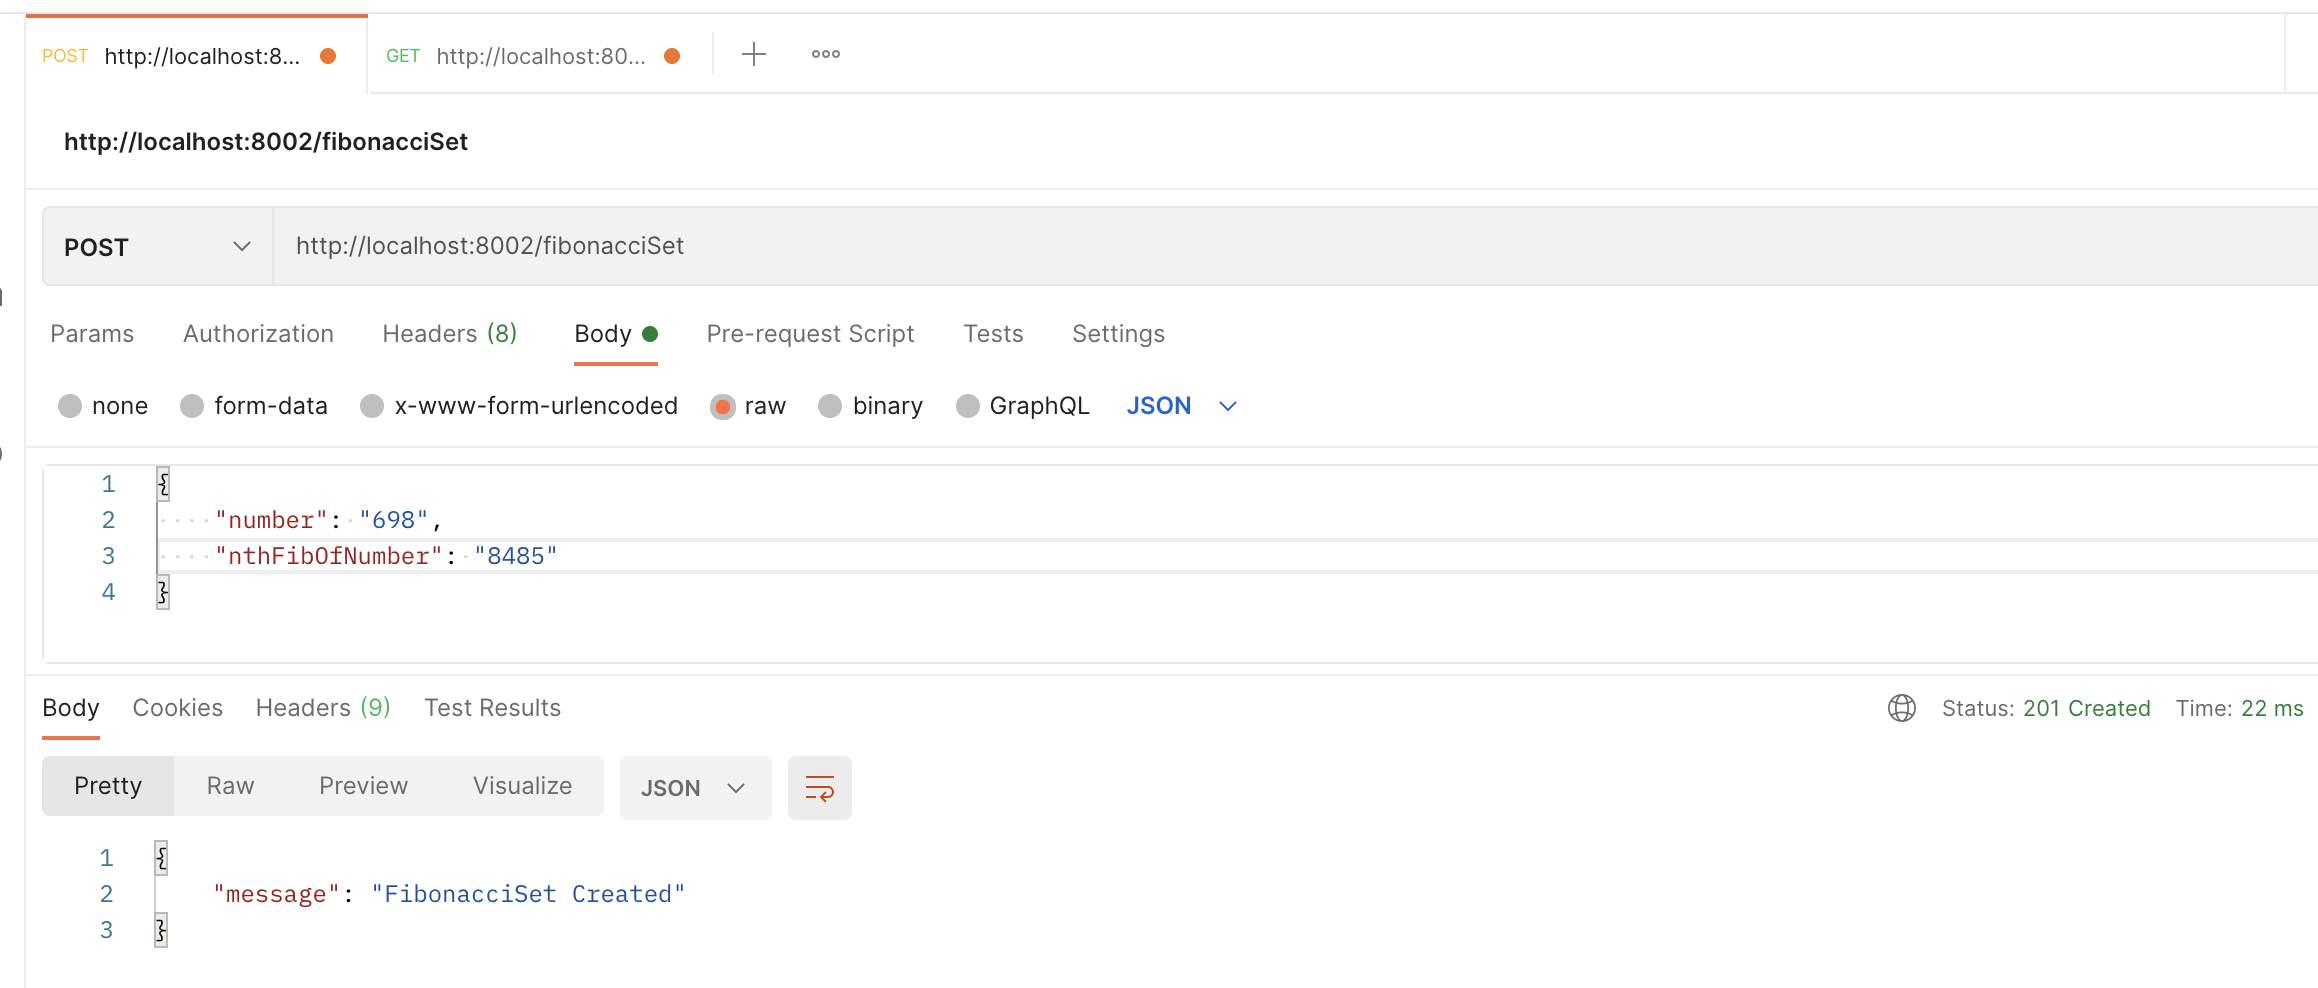 POST http://localhost:8... GET http://localhost:80...
http://localhost:8002/fibonacciSet
POST http://localhost:8002/fibonacciSet
Params Authorization Headers (8) Body Pre-request Script Tests Settings
none form-data x-www-form-urlencoded raw binary GraphQL JSON
1 {
2 "number": "698",
3 "nthFibOfNumber": "8485"
4 }
Body Cookies Headers (9) Test Results Status: 201 Created Time: 22 ms
Pretty Raw Preview Visualize JSON
1 {
2 "message": "FibonacciSet Created"
3 }